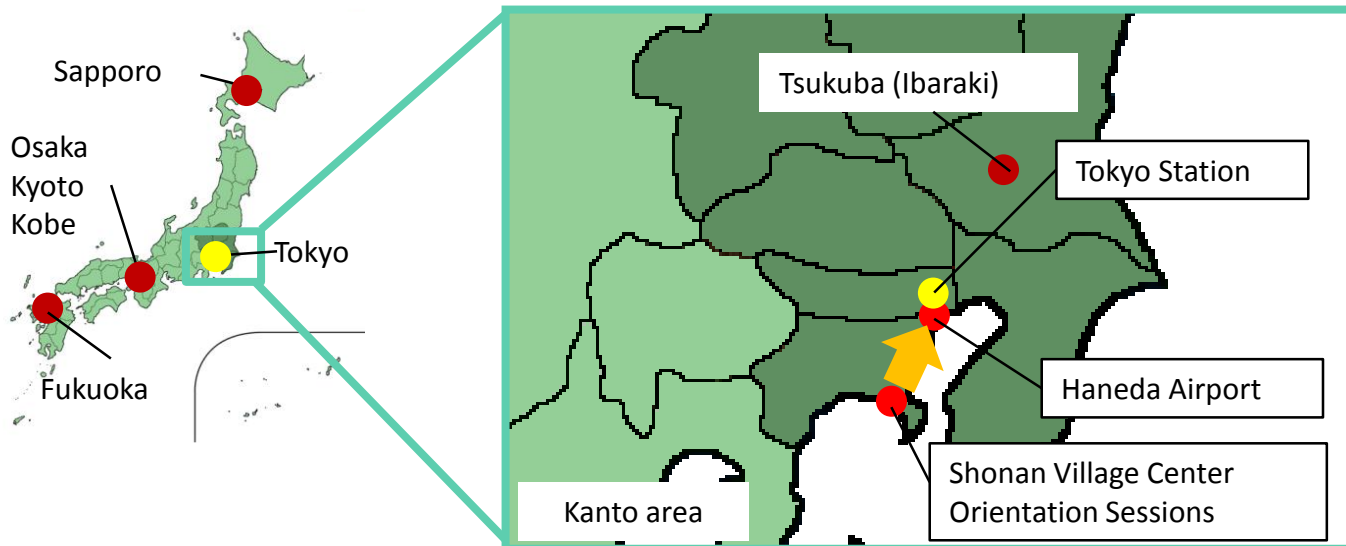 Sapporo
Osaka
Kyoto
Kobe
Tokyo
Fukuoka
Tsukuba (Ibaraki)
Tokyo Station
Haneda Airport
Shonan Village Center
Orientation Sessions
Kanto area